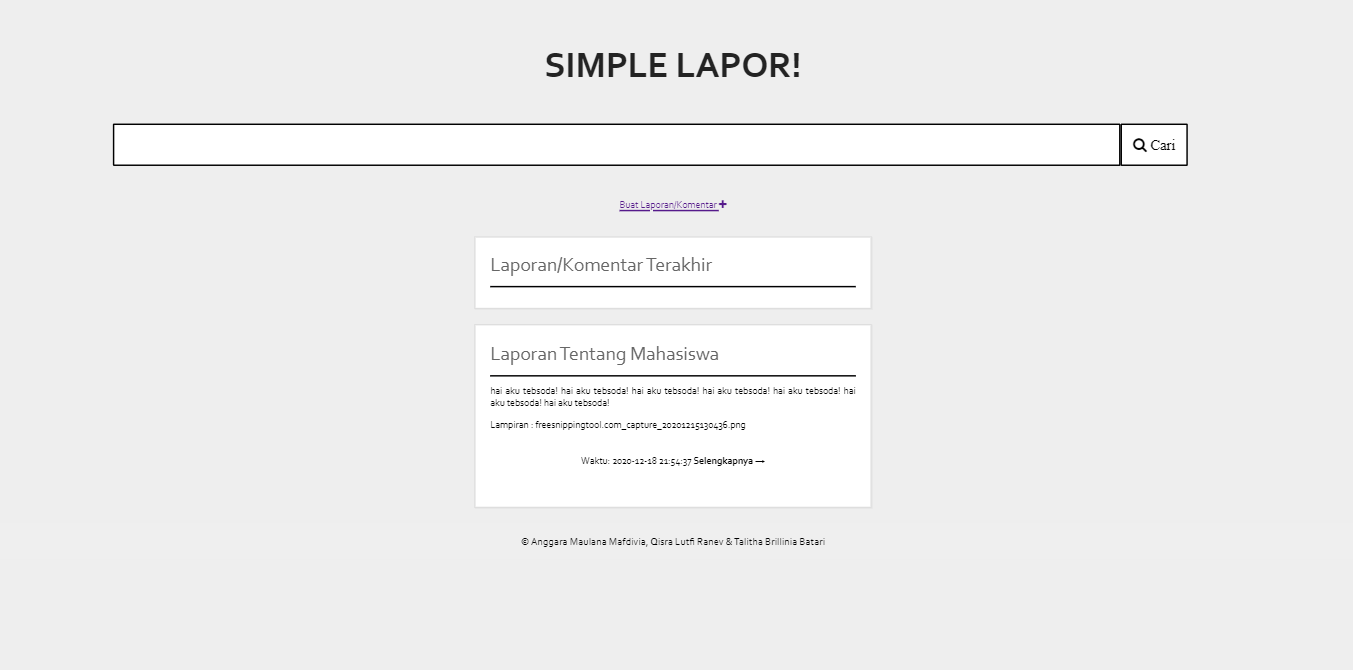 SIMPLE LAPOR!
Cari
Buat Laporan/Komentar
Laporan/Komentar Terakhir
Laporan Tentang Mahasiswa
hai aku tebsoda! hai aku tebsoda! hai aku tebsoda! hai aku tebsoda! hai aku tebsoda! hai
aku tebsoda! hai aku tebsoda!
Lampiran : freesnippingtool.com_capture_20201215130436.png
Waktu: 2020-12-18 21:54:37 Selengkapnya →
© Anggara Maulana Mafdivia, Qisra Lutfi Ranev & Talitha Brillinia Batari